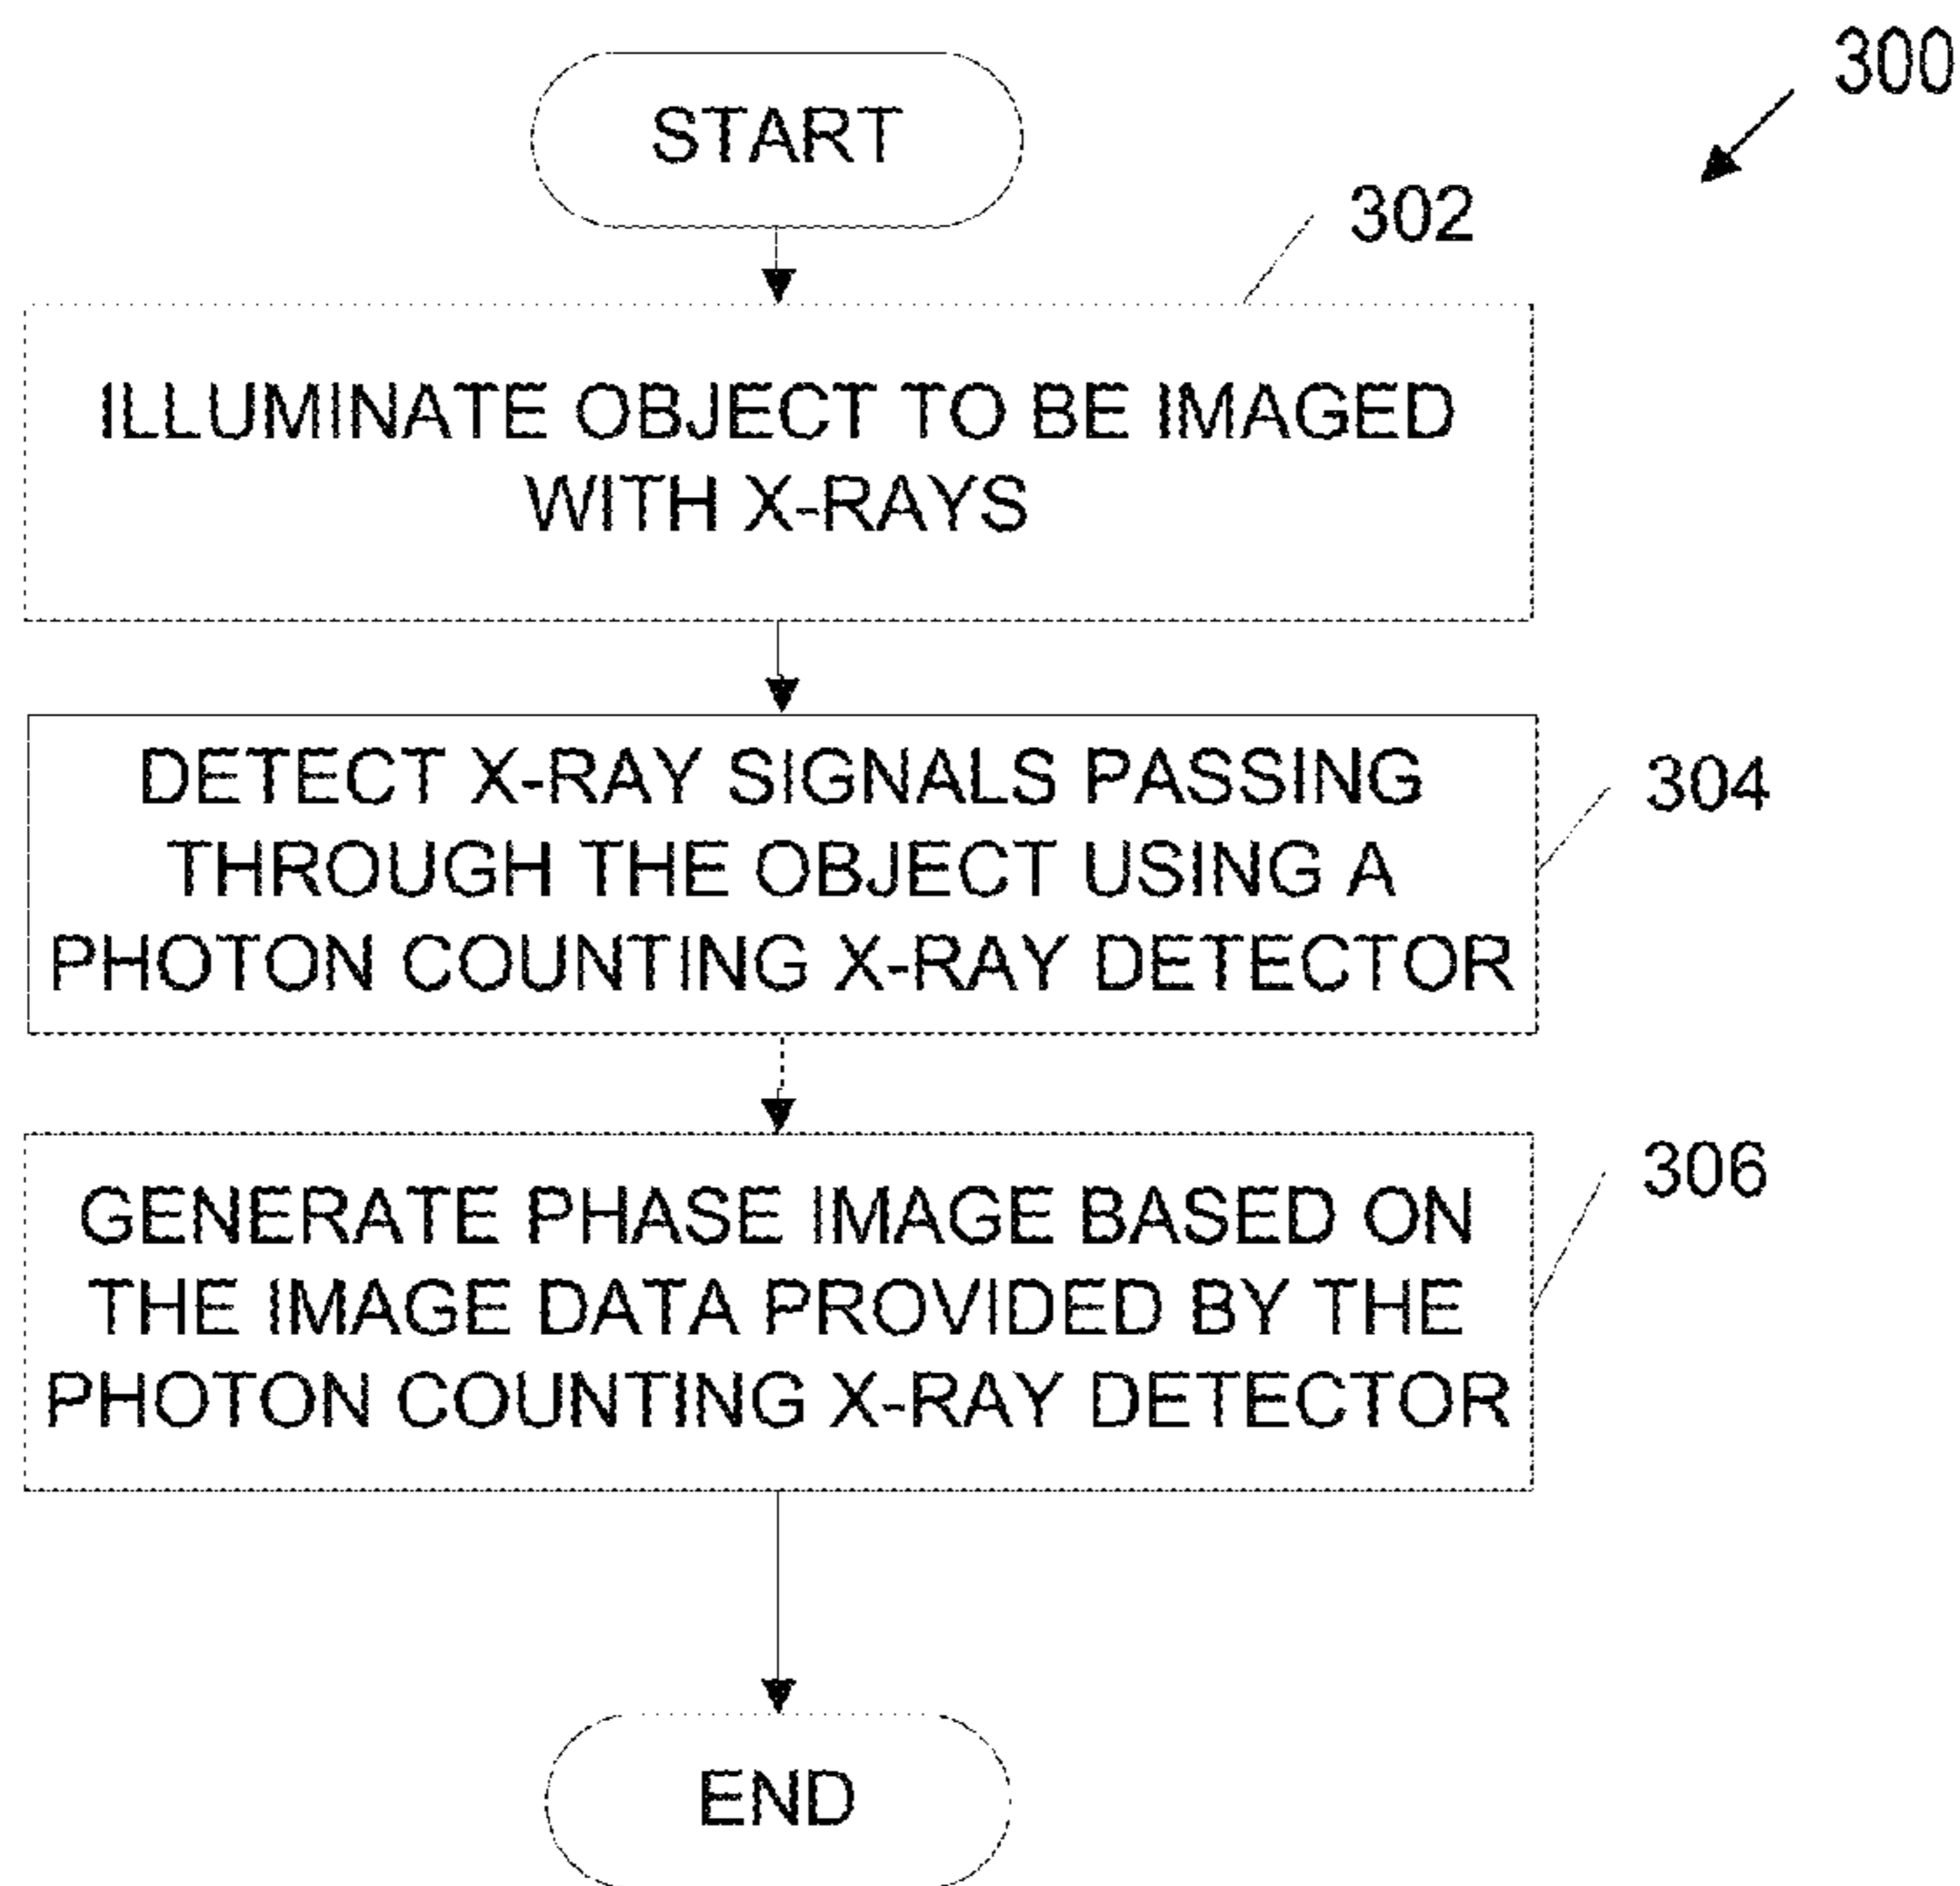 300
START
302
ILLUMINATE OBJECT TO BE IMAGED
WITH X-RAYS
DETECT X-RAY SIGNALS PASSING
THROUGH THE OBJECT USING A
PHOTON COUNTING X-RAY DETECTOR
304
GENERATE PHASE IMAGE BASED ON
THE IMAGE DATA PROVIDED BY THE
PHOTON COUNTING X-RAY DETECTOR
306
END